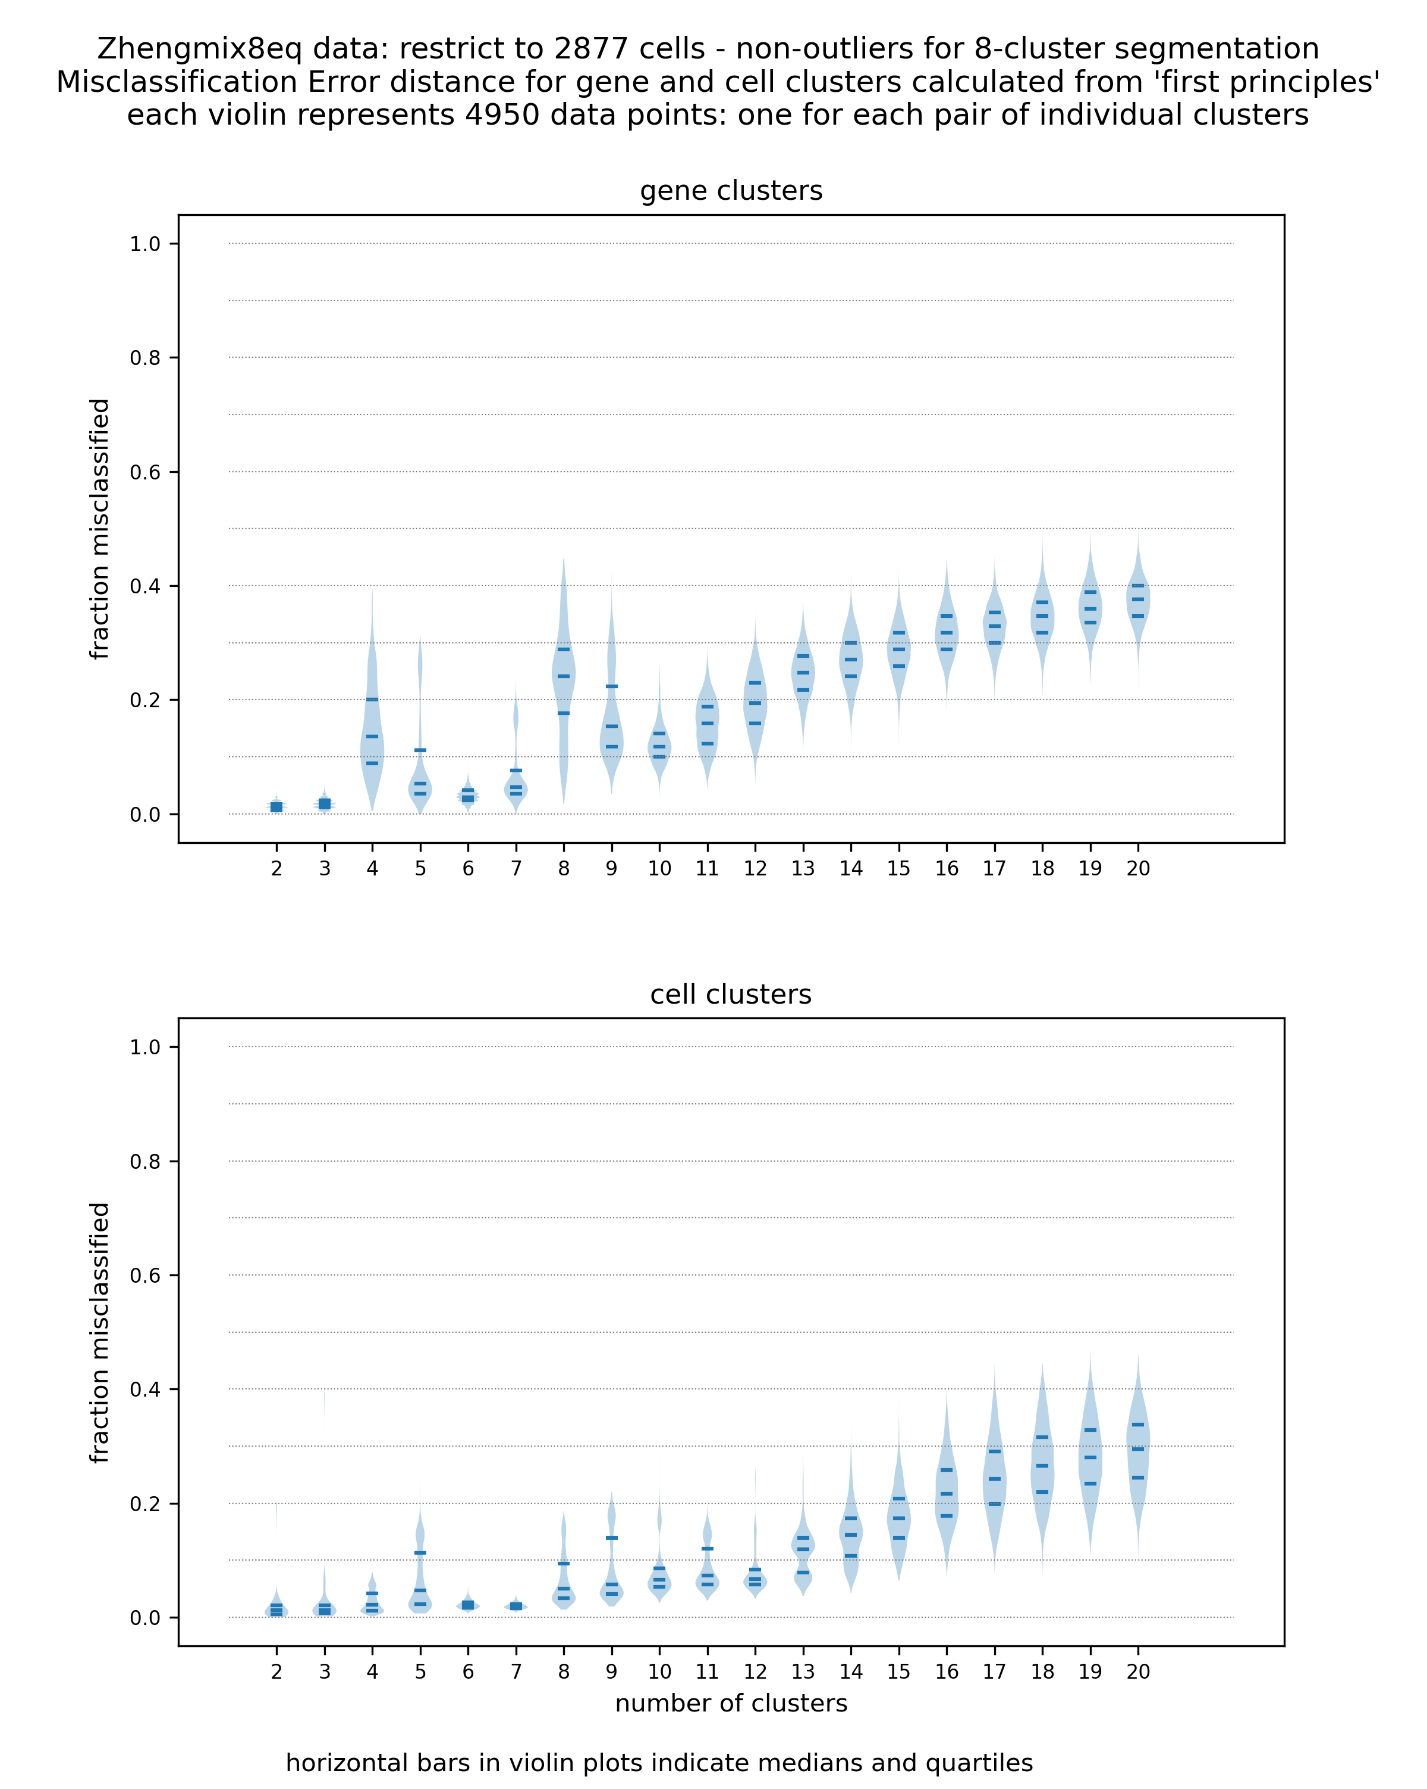 Zhengmix8eq data: restrict to 2877 cells - non-outliers for 8-cluster segmentation
Misclassification Error distance for gene and cell clusters calculated from 'first principles'
each violin represents 4950 data points: one for each pair of individual clusters
gene clusters
1.0
0.8
0.6
0.4
0.2
0.0
fraction misclassified
2 3 4 5 6 7 8 9 10 11 12 13 14 15 16 17 18 19 20
cell clusters
1.0
0.8
0.6
0.4
0.2
0.0
fraction misclassified
2 3 4 5 6 7 8 9 10 11 12 13 14 15 16 17 18 19 20
number of clusters
horizontal bars in violin plots indicate medians and quartiles